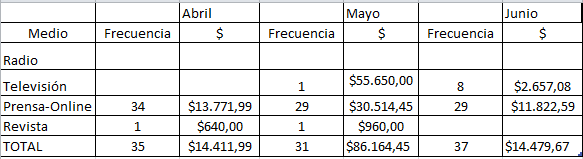 Abril Mayo Junio
Medio Frecuencia $ Frecuencia $ Frecuencia $
Radio
Televisión 1 $55.650,00 8 $2.657,08
Prensa-Online 34 $13.771,99 29 $30.514,45 29 $11.822,59
Revista 1 $640,00 1 $960,00
TOTAL 35 $14.411,99 31 $86.164,45 37 $14.479,67